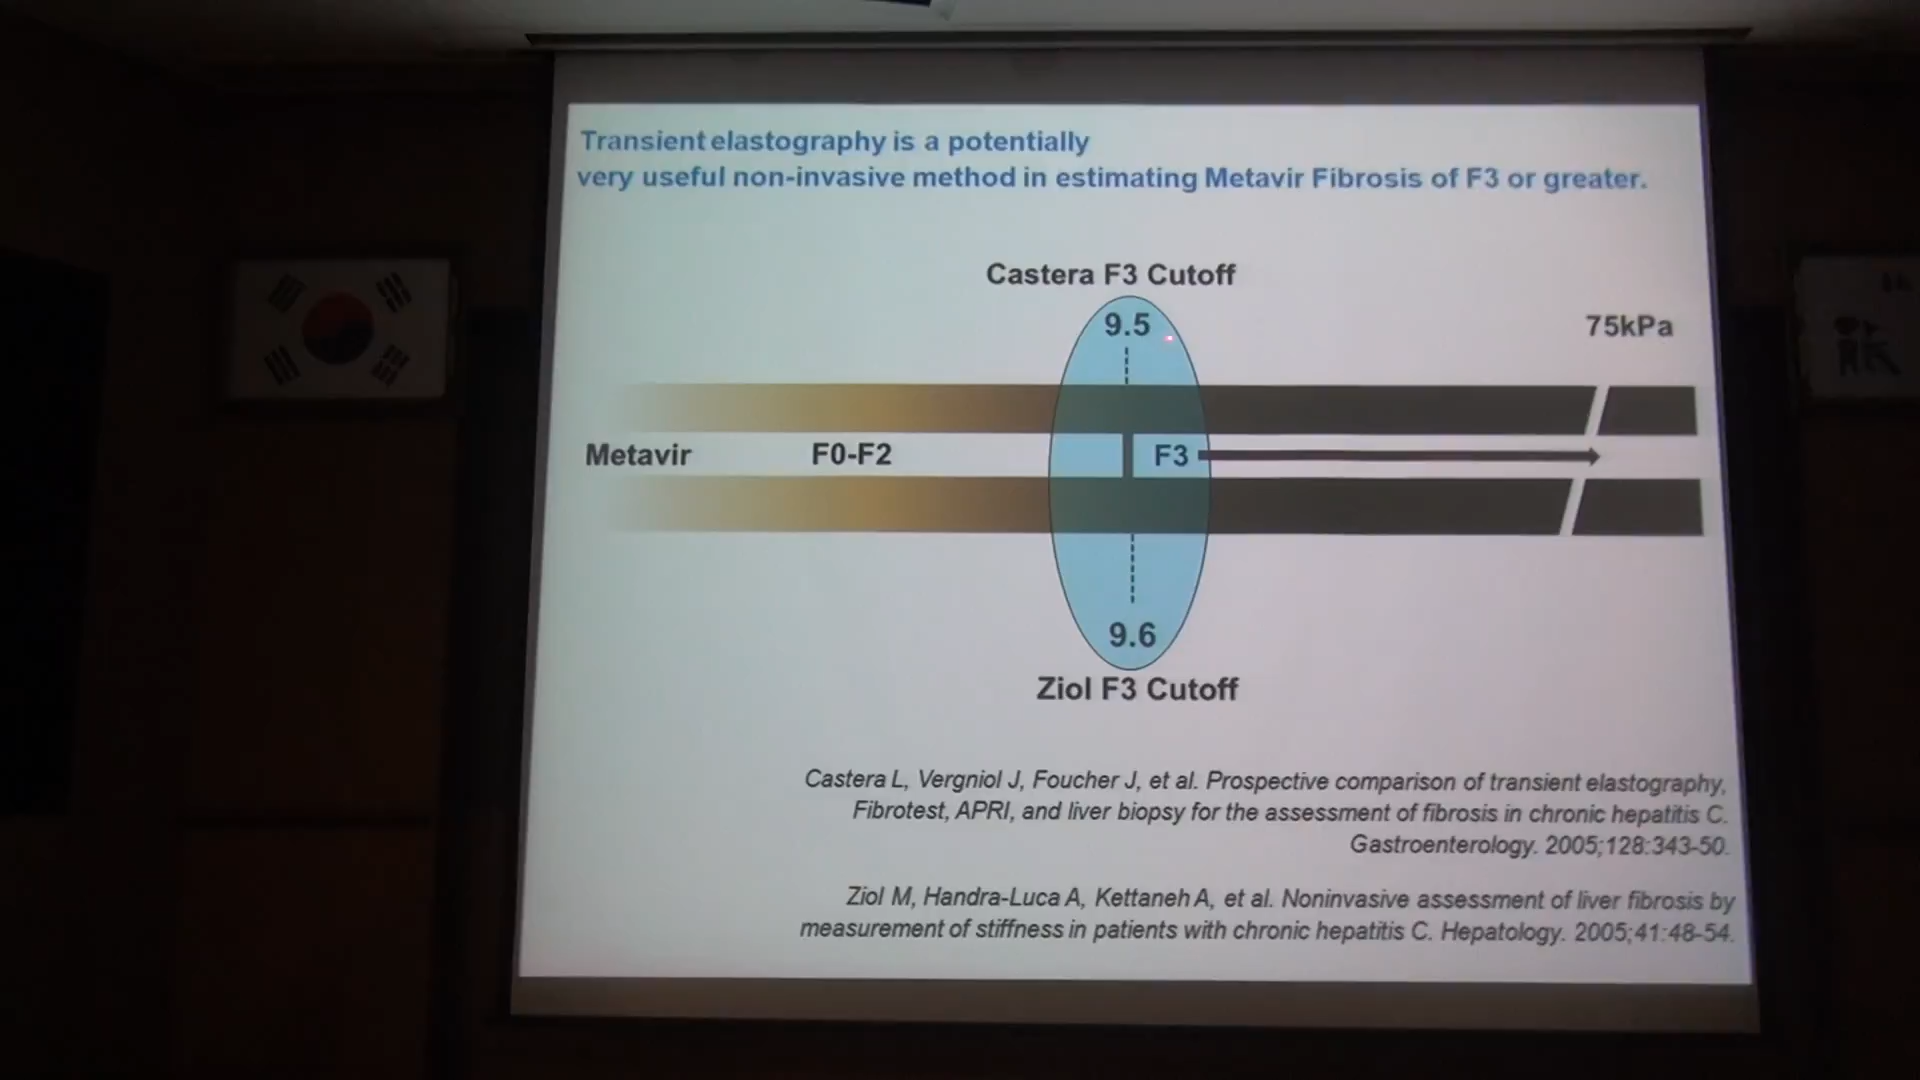 Transient elastography is a potentially
very useful non-invasive method in estimating Metavir Fibrosis of F3 or greater.
Castera F3 Cutoff
9.5
75kPa
Metavir
F0-F2
F3
9.6
Ziol F3 Cutoff
Castera L, Vergniol J, Foucher J, et al. Prospective comparison of transient elastography,
Fibrotest, APRI, and liver biopsy for the assessment of fibrosis in chronic hepatitis C.
Gastroenterology. 2005;128:343-50.
Ziol M, Handra-Luca A, Kettaneh A, et al. Noninvasive assessment of liver fibrosis by
measurement of stiffness in patients with chronic hepatitis C. Hepatology. 2005;41:48-54.